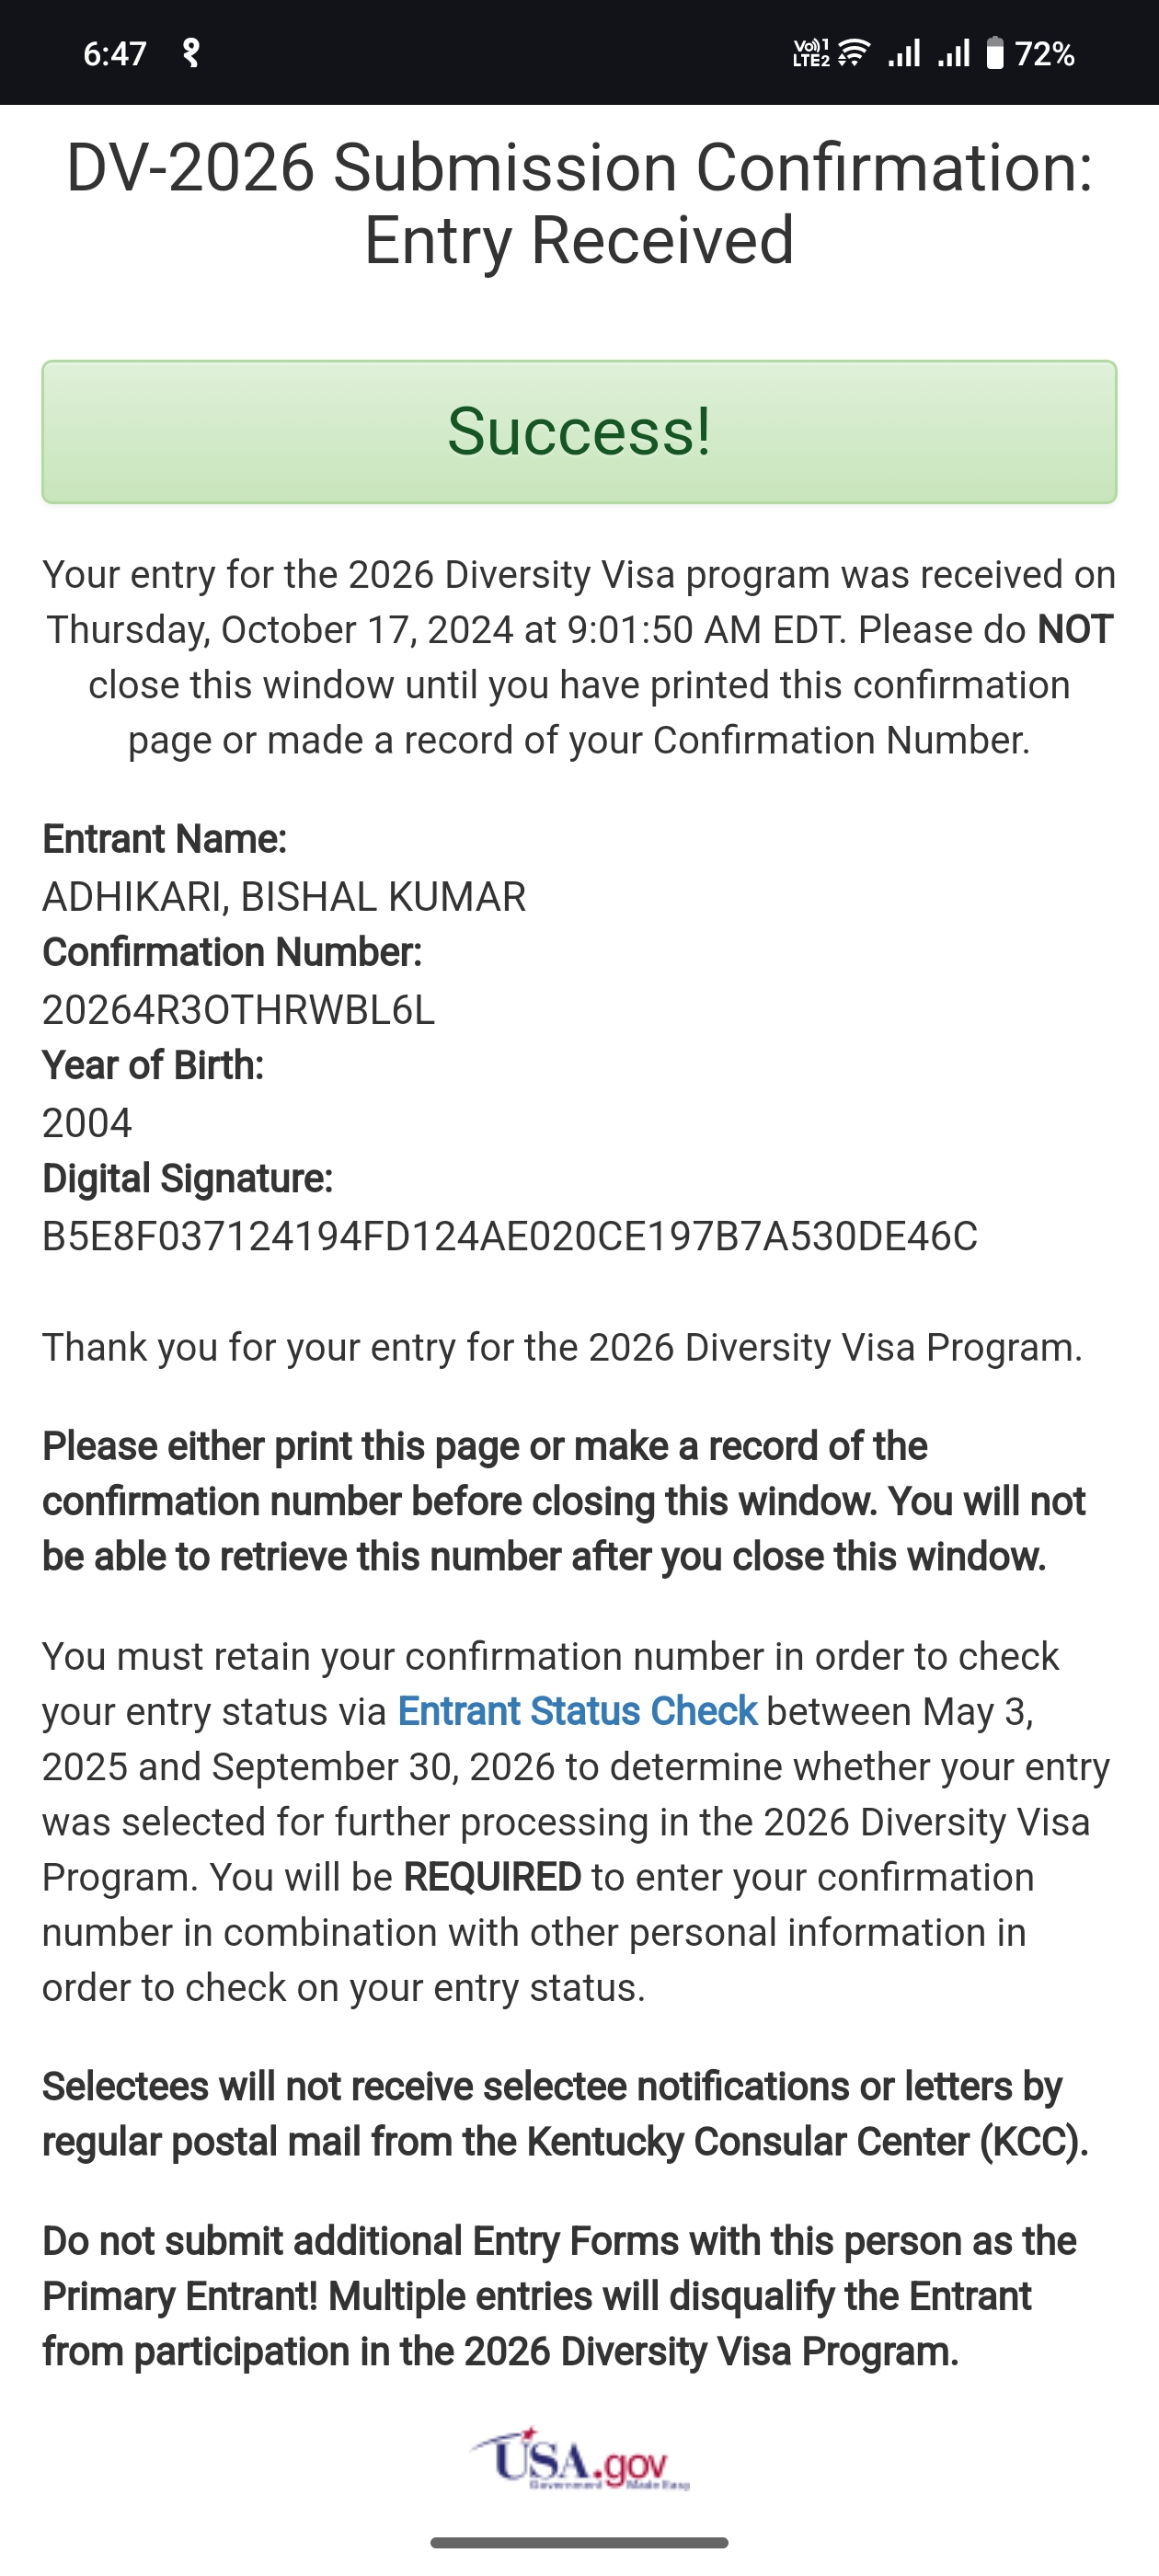 6:47
Vo)) 1
LTE2
72%
DV-2026 Submission Confirmation:
Entry Received
Success!
Your entry for the 2026 Diversity Visa program was received on
Thursday, October 17, 2024 at 9:01:50 AM EDT. Please do NOT
close this window until you have printed this confirmation
page or made a record of your Confirmation Number.
Entrant Name:
ADHIKARI, BISHAL KUMAR
Confirmation Number:
20264R3OTHRWBL6L
Year of Birth:
2004
Digital Signature:
B5E8F037124194FD124AE020CE197B7A530DE46C
Thank you for your entry for the 2026 Diversity Visa Program.
Please either print this page or make a record of the
confirmation number before closing this window. You will not
be able to retrieve this number after you close this window.
You must retain your confirmation number in order to check
your entry status via Entrant Status Check between May 3,
2025 and September 30, 2026 to determine whether your entry
was selected for further processing in the 2026 Diversity Visa
Program. You will be REQUIRED to enter your confirmation
number in combination with other personal information in
order to check on your entry status.
Selectees will not receive selectee notifications or letters by
regular postal mail from the Kentucky Consular Center (KCC).
Do not submit additional Entry Forms with this person as the
Primary Entrant! Multiple entries will disqualify the Entrant
from participation in the 2026 Diversity Visa Program.
USA.gov
Government Made Easy